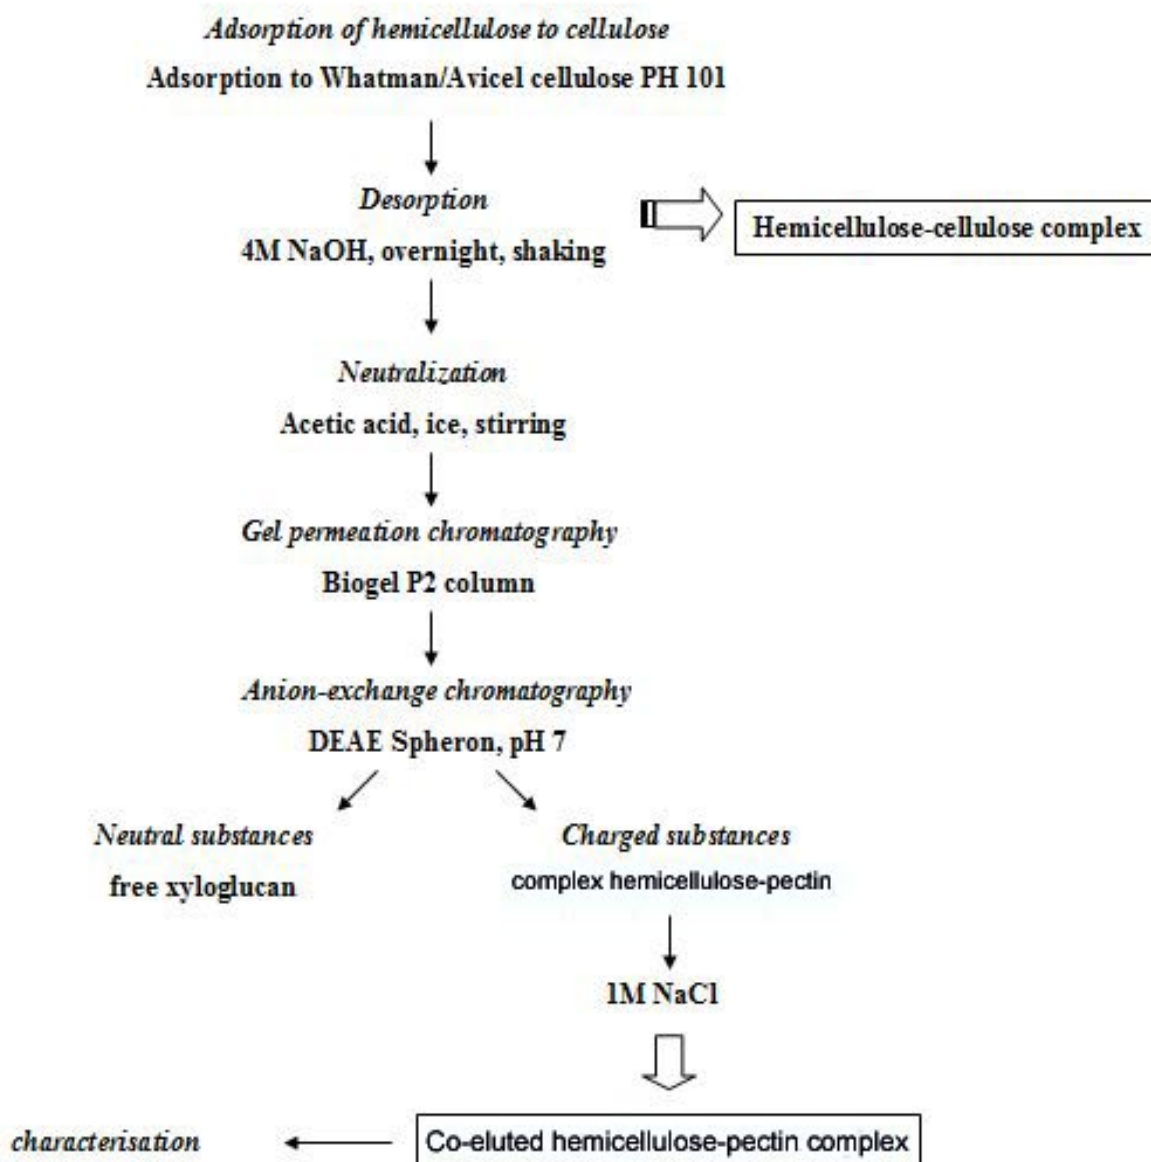 Adsorption of hemicellulose to cellulose
Adsorption to Whatman/Avicel cellulose PH 101
Desorption
4M NaOH, overnight, shaking
Hemicellulose-cellulose complex
Neutralization
Acetic acid, ice, stirring
Gel permeation chromatography
Biogel P2 column
Anion-exchange chromatography
DEAE Spheron, pH 7
Neutral substances
free xyloglucan
Charged substances
complex hemicellulose-pectin
1M NaCl
Co-eluted hemicellulose-pectin complex
characterisation